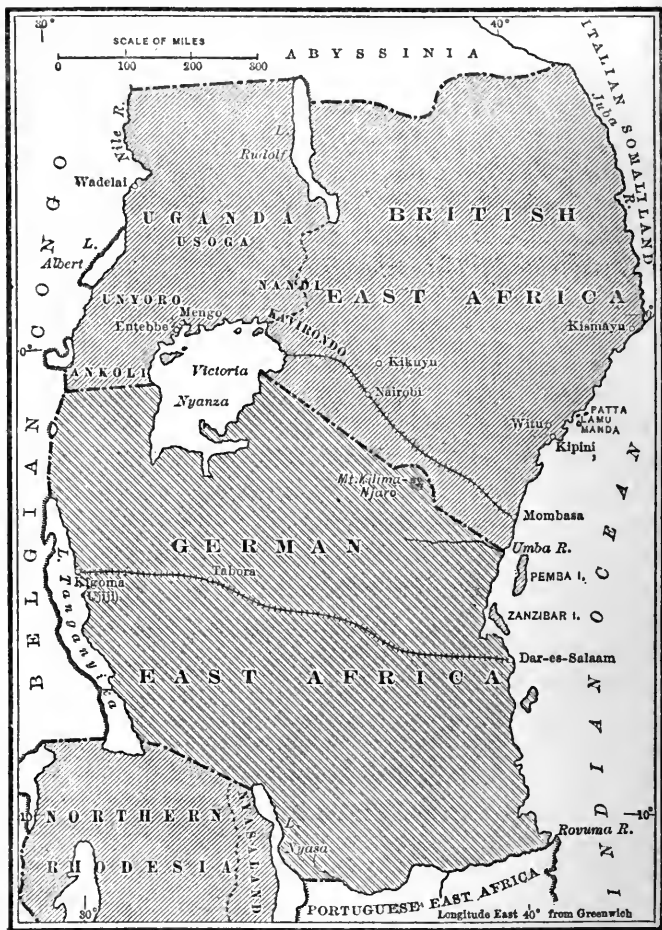 30°
40°
SCALE OF MILES
0 100 200 300
ABYSSINIA
ITALIAN SOMALILAND
Juba R.
Nile R.
L. Rudolf
Wadelai
UGANDA
USOGA
BRITISH
EAST AFRICA
L. Albert
BELGIAN CONGO
NANDI
UNYORO
Mengo
Entebbe
KAVIRONDO
Kismayu
0°
0°
ANKOLI
Victoria
Nyanza
Kikuyu
Nairobi
Witu
PATTA
LAMU
MANDA
Kipini
Mt. Kilima-
Njaro
Mombasa
GERMAN
Umba R.
Tabora
PEMBA I.
Kigoma
(Ujiji)
L. Tanganyika
ZANZIBAR I.
Dar-es-Salaam
EAST AFRICA
INDIAN OCEAN
NORTHERN
RHODESIA
NYASALAND
L. Nyasa
10°
Rovuma R.
PORTUGUESE EAST AFRICA
30°
Longitude East 40° from Greenwich